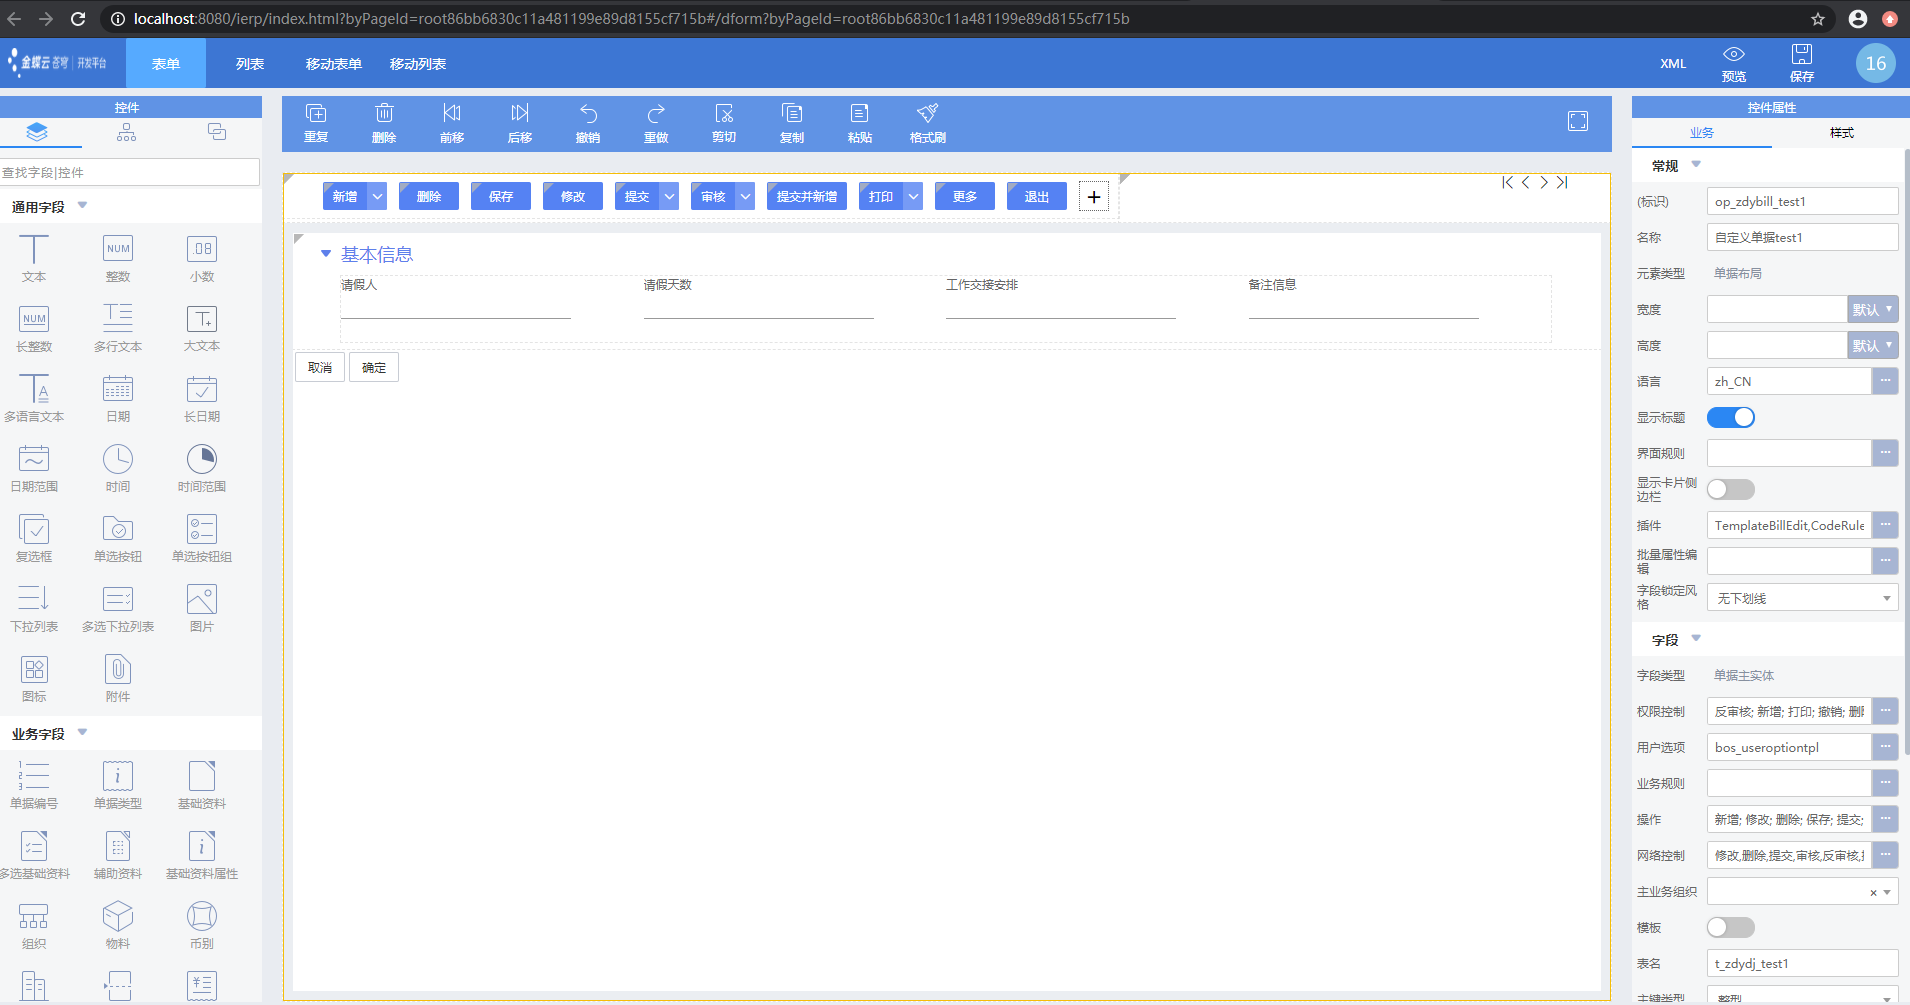 localhost:8080/ierp/index.html?byPageId=root86bb6830c11a481199e89d8155cf715b#/dform?byPageId=root86bb6830c11a481199e89d8155cf715b
金蝶云 苍穹 | 开发平台 表单 列表 移动表单 移动列表 XML 预览 保存 16
控件
查找字段|控件
通用字段
文本 整数 小数
长整数 多行文本 大文本
多语言文本 日期 长日期
日期范围 时间 时间范围
复选框 单选按钮 单选按钮组
下拉列表 多选下拉列表 图片
图标 附件
业务字段
单据编号 单据类型 基础资料
多选基础资料 辅助资料 基础资料属性
组织 物料 币别
重复 删除 前移 后移 撤销 重做 剪切 复制 粘贴 格式刷
新增 删除 保存 修改 提交 审核 提交并新增 打印 更多 退出
基本信息
请假人 请假天数 工作交接安排 备注信息
取消 确定
控件属性
业务 样式
常规
(标识) op_zdybill_test1
名称 自定义单据test1
元素类型 单据布局
宽度 默认
高度 默认
语言 zh_CN
显示标题
界面规则
显示卡片侧
边栏
插件 TemplateBillEdit,CodeRule
批量属性编
辑
字段锁定风
格 无下划线
字段
字段类型 单据主实体
权限控制 反审核; 新增; 打印; 撤销; 删
用户选项 bos_useroptiontpl
业务规则
操作 新增; 修改; 删除; 保存; 提交;
网络控制 修改,删除,提交,审核,反审核,
主业务组织
模板
表名 t_zdydj_test1
主键类型 整型